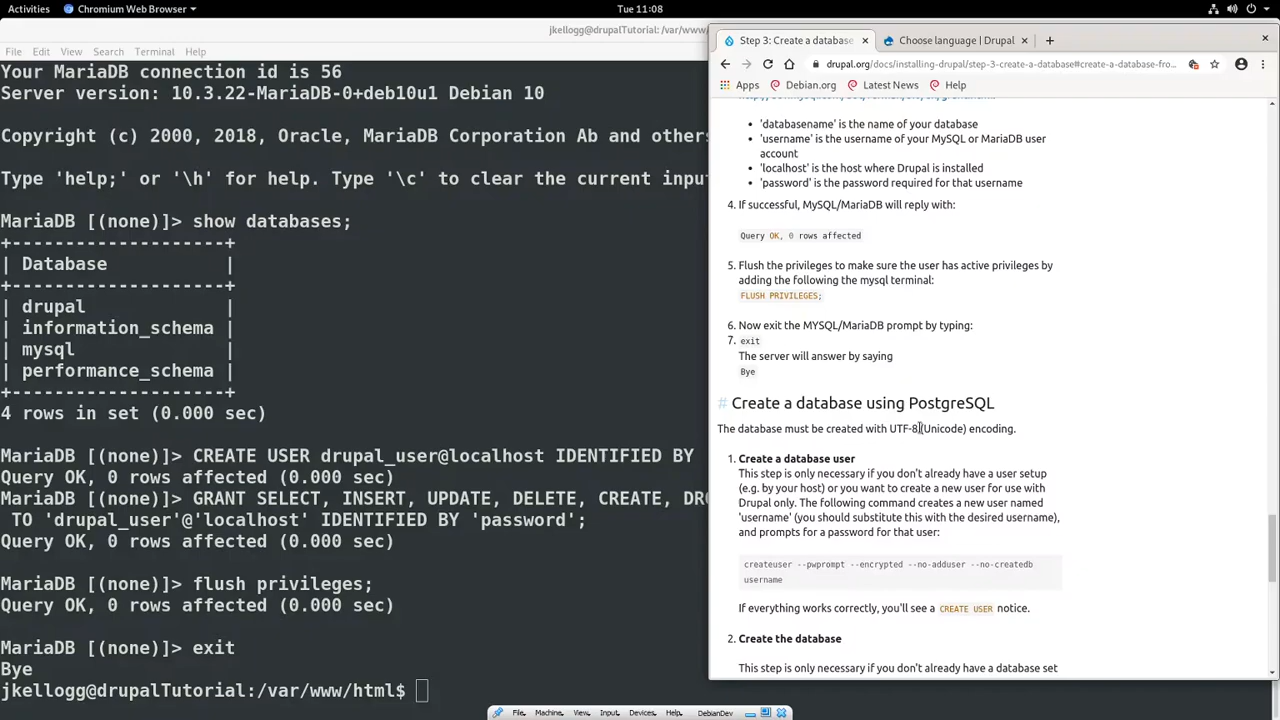 Activities
Chromium Web Browser
Tue 11:08
jkellogg@drupalTutorial: /var/www/
File Edit View Search Terminal Help
Your MariaDB connection id is 56
Server version: 10.3.22-MariaDB-0+deb10u1 Debian 10
Copyright (c) 2000, 2018, Oracle, MariaDB Corporation Ab and others
Type 'help;' or '\h' for help. Type '\c' to clear the current input
MariaDB [(none)]> show databases;
+--------------------+
| Database |
+--------------------+
| drupal |
| information_schema |
| mysql |
| performance_schema |
+--------------------+
4 rows in set (0.000 sec)
MariaDB [(none)]> CREATE USER drupal_user@localhost IDENTIFIED BY
Query OK, 0 rows affected (0.000 sec)
MariaDB [(none)]> GRANT SELECT, INSERT, UPDATE, DELETE, CREATE, DRO
TO 'drupal_user'@'localhost' IDENTIFIED BY 'password';
Query OK, 0 rows affected (0.000 sec)
MariaDB [(none)]> flush privileges;
Query OK, 0 rows affected (0.000 sec)
MariaDB [(none)]> exit
Bye
jkellogg@drupalTutorial:/var/www/html$
Step 3: Create a database
Choose language | Drupal
drupal.org/docs/installing-drupal/step-3-create-a-database#create-a-database-fro...
Apps Debian.org Latest News
• 'databasename' is the name of your database
• 'username' is the username of your MySQL or MariaDB user
account
• 'localhost' is the host where Drupal is installed
• 'password' is the password required for that username
4. If successful, MySQL/MariaDB will reply with:
Query OK, 0 rows affected
5. Flush the privileges to make sure the user has active privileges by
adding the following the mysql terminal:
FLUSH PRIVILEGES;
6. Now exit the MYSQL/MariaDB prompt by typing:
7. exit
The server will answer by saying
Bye
# Create a database using PostgreSQL
The database must be created with UTF-8 (Unicode) encoding.
1. Create a database user
This step is only necessary if you don't already have a user setup
(e.g. by your host) or you want to create a new user for use with
Drupal only. The following command creates a new user named
'username' (you should substitute this with the desired username),
and prompts for a password for that user:
createuser --pwprompt --encrypted --no-adduser --no-createdb
username
If everything works correctly, you'll see a CREATE USER notice.
2. Create the database
This step is only necessary if you don't already have a database set
File Machine View Input Devices Help DebianDev